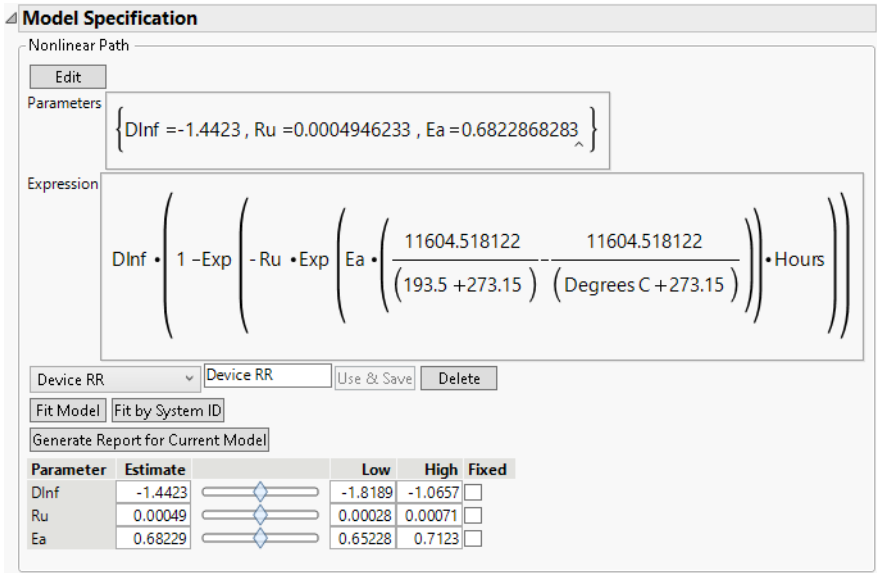 Model Specification
Nonlinear Path
Edit
Parameters
{DInf =-1.4423 , Ru =0.0004946233 , Ea =0.6822868283 }
Expression
DInf • ( 1 -Exp ( -Ru •Exp ( Ea • ( 11604.518122 / (193.5 +273.15 ) - 11604.518122 / (Degrees C +273.15 ) ) ) •Hours ) )
Device RR Device RR Use & Save Delete
Fit Model Fit by System ID
Generate Report for Current Model
Parameter Estimate Low High Fixed
DInf -1.4423 -1.8189 -1.0657
Ru 0.00049 0.00028 0.00071
Ea 0.68229 0.65228 0.7123